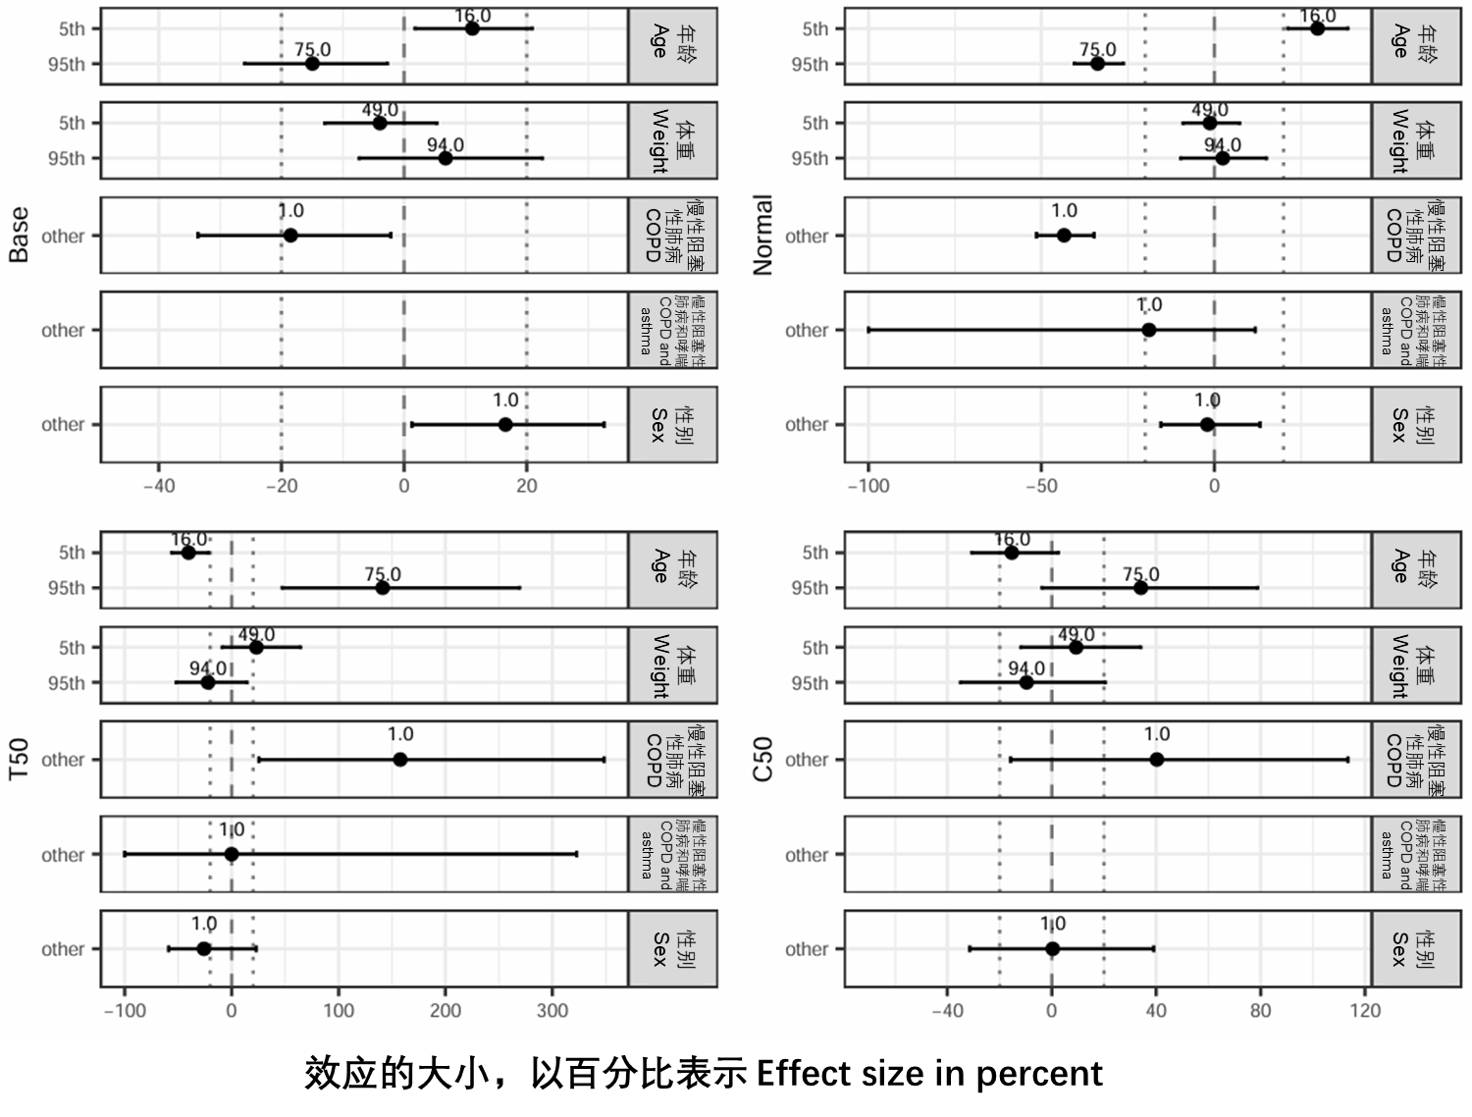 Base
5th
95th
16.0
75.0
年龄
Age
5th
95th
49.0
94.0
体重
Weight
other
1.0
慢性阻塞
性肺病
COPD
other
慢性阻塞性
肺病和哮喘
COPD and
asthma
other
1.0
性别
Sex
−40
−20
0
20
Normal
5th
95th
16.0
75.0
年龄
Age
5th
95th
49.0
94.0
体重
Weight
other
1.0
慢性阻塞
性肺病
COPD
other
1.0
慢性阻塞性
肺病和哮喘
COPD and
asthma
other
1.0
性别
Sex
−100
−50
0
T50
5th
95th
16.0
75.0
年龄
Age
5th
95th
49.0
94.0
体重
Weight
other
1.0
慢性阻塞
性肺病
COPD
other
1.0
慢性阻塞性
肺病和哮喘
COPD and
asthma
other
1.0
性别
Sex
−100
0
100
200
300
C50
5th
95th
16.0
75.0
年龄
Age
5th
95th
49.0
94.0
体重
Weight
other
1.0
慢性阻塞
性肺病
COPD
other
慢性阻塞性
肺病和哮喘
COPD and
asthma
other
1.0
性别
Sex
−40
0
40
80
120
效应的大小，以百分比表示 Effect size in percent